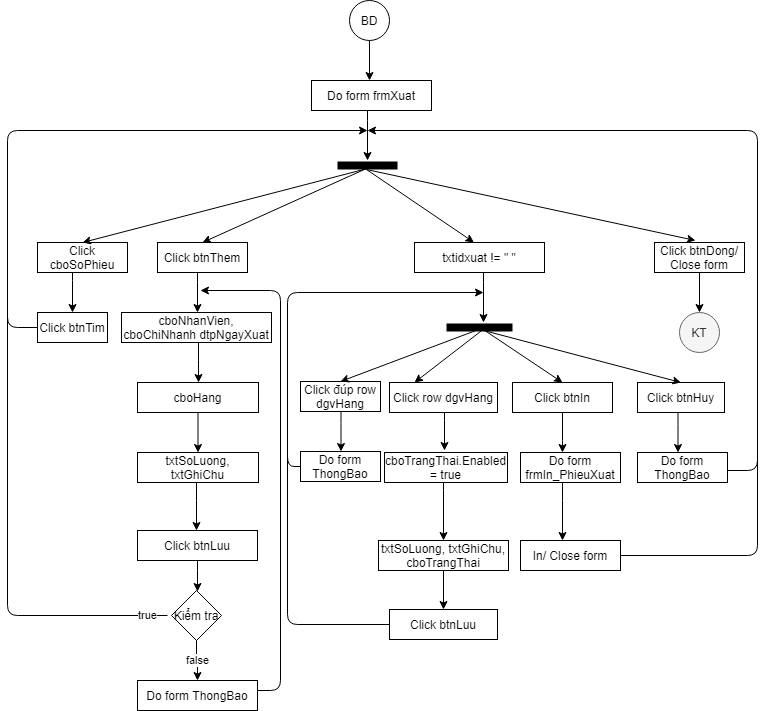 BD
Do form frmXuat
Click
cboSoPhieu
Click btnThem
txtidxuat != " "
Click btnDong/
Close form
Click btnTim
cboNhanVien,
cboChiNhanh dtpNgayXuat
KT
cboHang
Click đúp row
dgvHang
Click row dgvHang
Click btnIn
Click btnHuy
txtSoLuong,
txtGhiChu
Do form
ThongBao
cboTrangThai.Enabled
= true
Do form
frmIn_PhieuXuat
Do form
ThongBao
Click btnLuu
txtSoLuong, txtGhiChu,
cboTrangThai
In/ Close form
true
Kiểm tra
Click btnLuu
false
Do form ThongBao